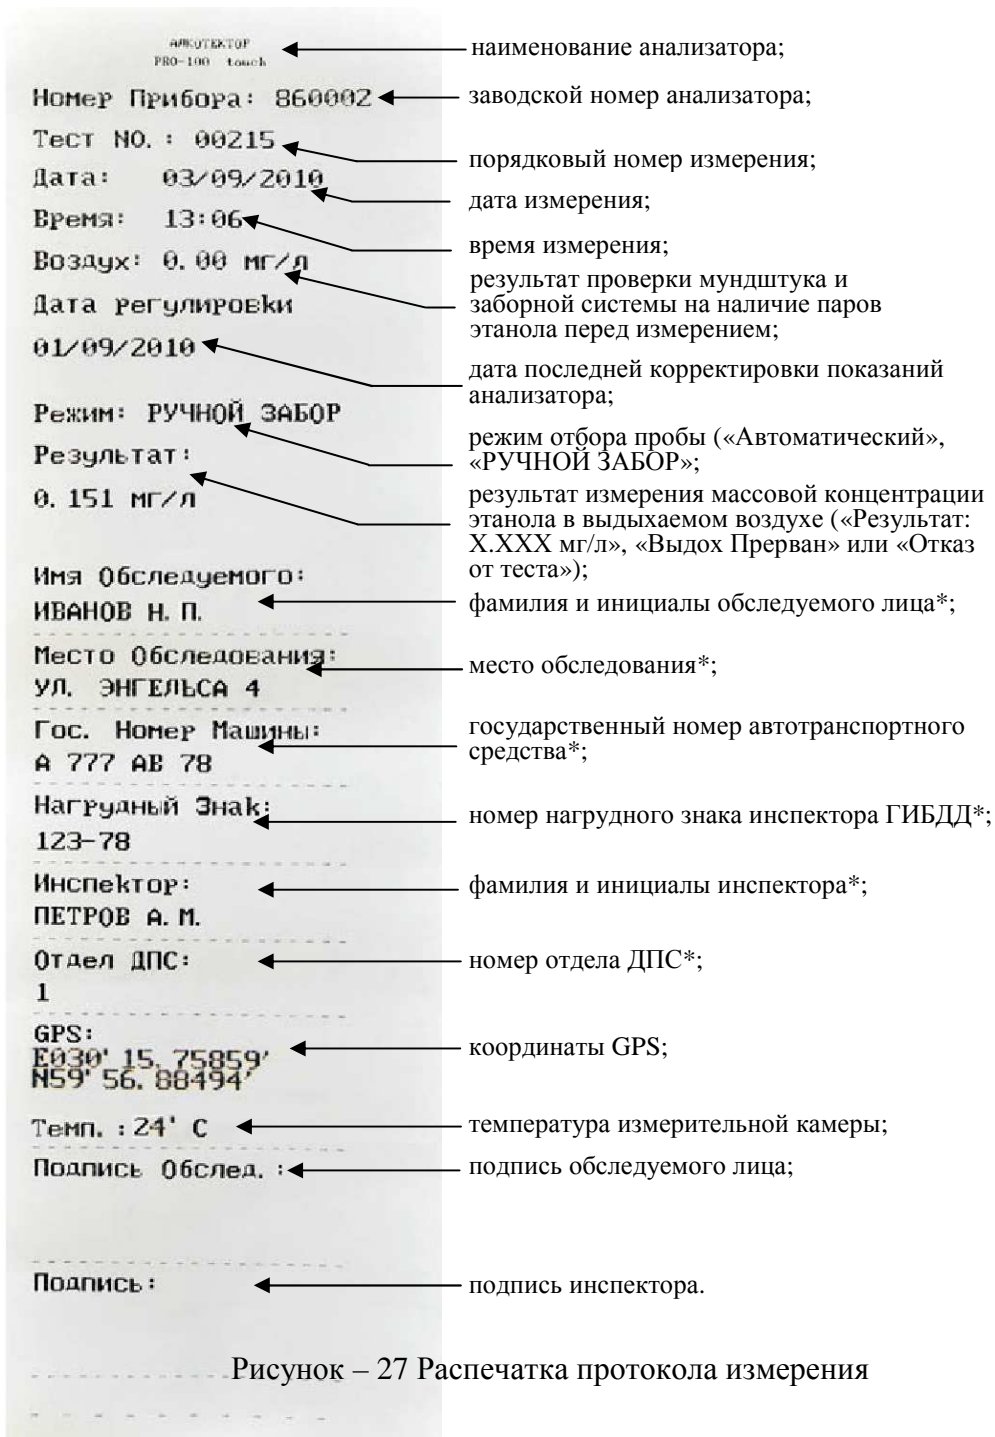 АЛКОТЕКТОР
PRO-100 touch
наименование анализатора;
Номер Прибора: 860002
заводской номер анализатора;
Тест NO.: 00215
порядковый номер измерения;
Дата: 03/09/2010
дата измерения;
Время: 13:06
время измерения;
Воздух: 0.00 мг/л
результат проверки мундштука и
заборной системы на наличие паров
этанола перед измерением;
Дата регулировки
01/09/2010
дата последней корректировки показаний
анализатора;
Режим: РУЧНОЙ ЗАБОР
режим отбора пробы («Автоматический»,
«РУЧНОЙ ЗАБОР»;
Результат:
0.151 мг/л
результат измерения массовой концентрации
этанола в выдыхаемом воздухе («Результат:
Х.ХХХ мг/л», «Выдох Прерван» или «Отказ
от теста»);
Имя Обследуемого:
ИВАНОВ Н.П.
фамилия и инициалы обследуемого лица*;
Место Обследования:
УЛ. ЭНГЕЛЬСА 4
место обследования*;
Гос. Номер Машины:
А 777 АВ 78
государственный номер автотранспортного
средства*;
Нагрудный Знак:
123-78
номер нагрудного знака инспектора ГИБДД*;
Инспектор:
ПЕТРОВ А.М.
фамилия и инициалы инспектора*;
Отдел ДПС:
1
номер отдела ДПС*;
GPS:
E030' 15.75859'
N59' 56.88494'
координаты GPS;
Темп.:24' C
температура измерительной камеры;
Подпись Обслед.:
подпись обследуемого лица;
Подпись:
подпись инспектора.
Рисунок – 27 Распечатка протокола измерения